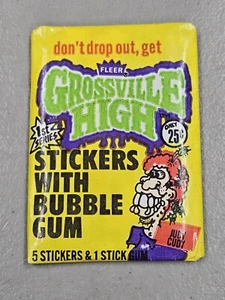 don't drop out, get
FLEER
GROSSVILLE
HIGH
1st
SERIES
ONLY
25¢
STICKERS
WITH
BUBBLE
GUM
JUICY
5 STICKERS & 1 STICK GUM